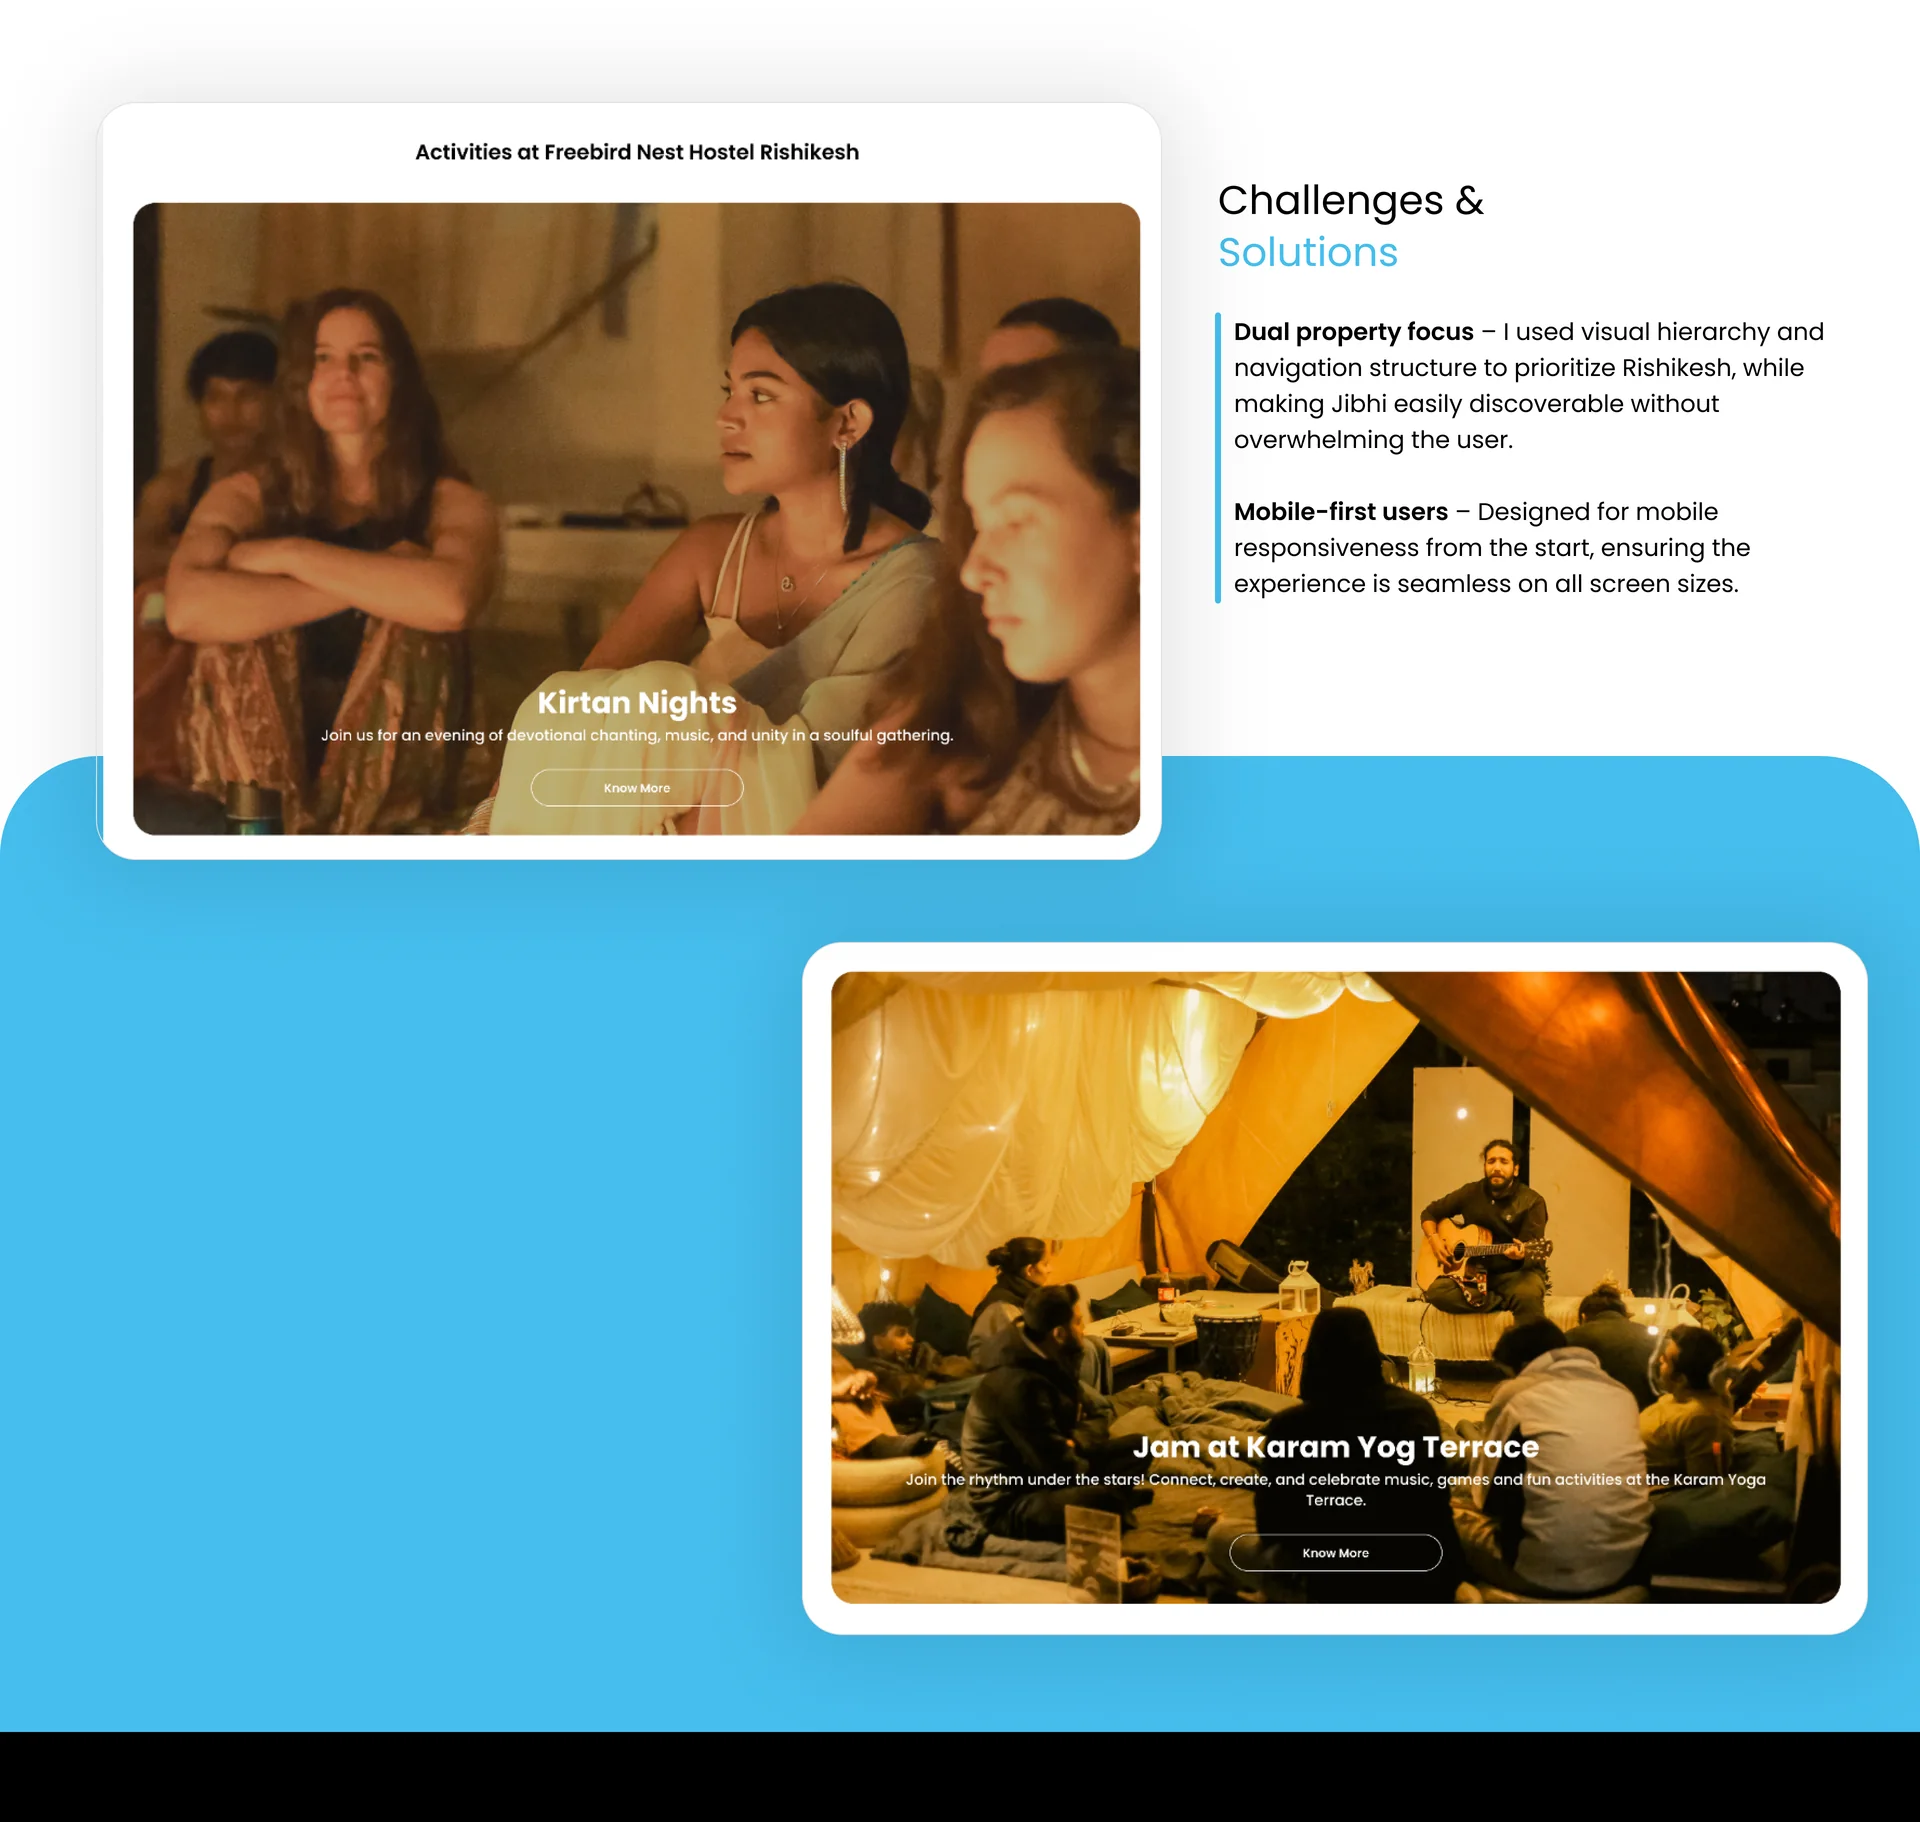 Activities at Freebird Nest Hostel Rishikesh
Kirtan Nights
Join us for an evening of devotional chanting, music, and unity in a soulful gathering.
Know More
Challenges &
Solutions
Dual property focus – I used visual hierarchy and
navigation structure to prioritize Rishikesh, while
making Jibhi easily discoverable without
overwhelming the user.
Mobile-first users – Designed for mobile
responsiveness from the start, ensuring the
experience is seamless on all screen sizes.
Jam at Karam Yog Terrace
Join the rhythm under the stars! Connect, create, and celebrate music, games and fun activities at the Karam Yoga
Terrace.
Know More